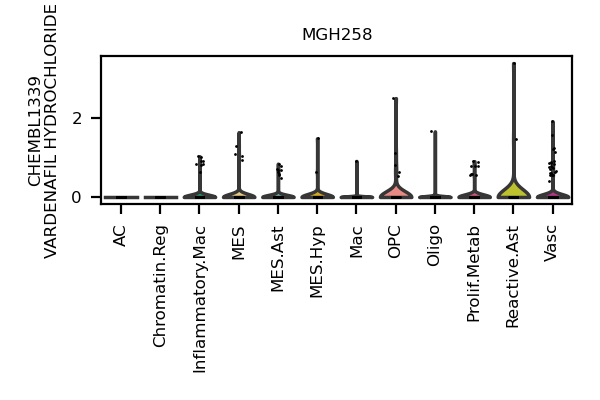 MGH258
CHEMBL1339
VARDENAFIL HYDROCHLORIDE
2
0
AC
Chromatin.Reg
Inflammatory.Mac
MES
MES.Ast
MES.Hyp
Mac
OPC
Oligo
Prolif.Metab
Reactive.Ast
Vasc